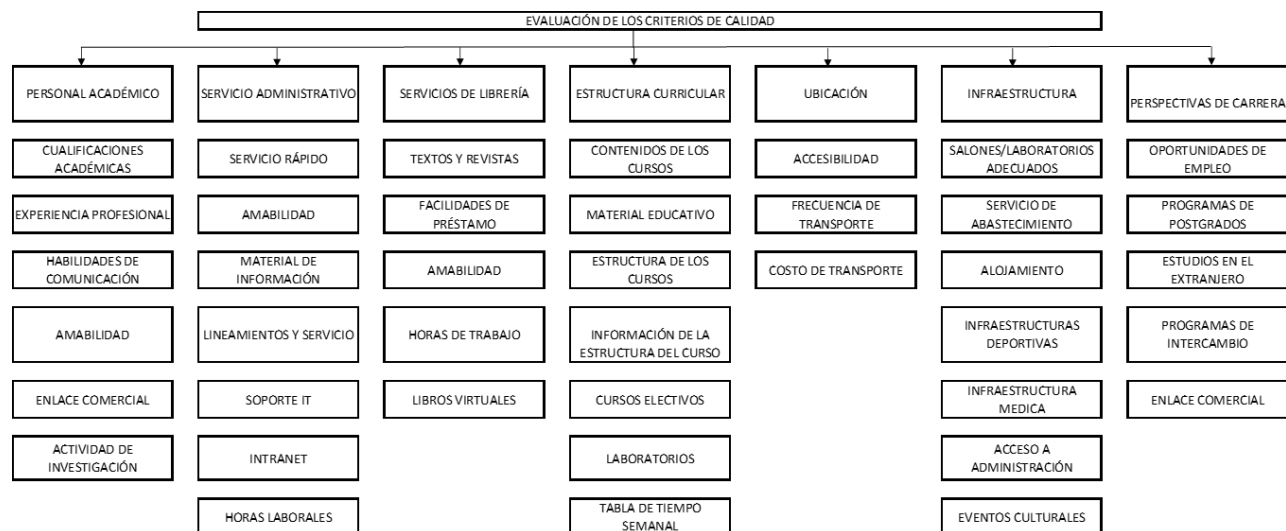 EVALUACIÓN DE LOS CRITERIOS DE CALIDAD
PERSONAL ACADÉMICO
CUALIFICACIONES
ACADÉMICAS
EXPERIENCIA PROFESIONAL
HABILIDADES DE
COMUNICACIÓN
AMABILIDAD
ENLACE COMERCIAL
ACTIVIDAD DE
INVESTIGACIÓN
SERVICIO ADMINISTRATIVO
SERVICIO RÁPIDO
AMABILIDAD
MATERIAL DE
INFORMACIÓN
LINEAMIENTOS Y SERVICIO
SOPORTE IT
INTRANET
HORAS LABORALES
SERVICIOS DE LIBRERÍA
TEXTOS Y REVISTAS
FACILIDADES DE
PRÉSTAMO
AMABILIDAD
HORAS DE TRABAJO
LIBROS VIRTUALES
ESTRUCTURA CURRICULAR
CONTENIDOS DE LOS
CURSOS
MATERIAL EDUCATIVO
ESTRUCTURA DE LOS
CURSOS
INFORMACIÓN DE LA
ESTRUCTURA DEL CURSO
CURSOS ELECTIVOS
LABORATORIOS
TABLA DE TIEMPO
SEMANAL
UBICACIÓN
ACCESIBILIDAD
FRECUENCIA DE
TRANSPORTE
COSTO DE TRANSPORTE
INFRAESTRUCTURA
SALONES/LABORATORIOS
ADECUADOS
SERVICIO DE
ABASTECIMIENTO
ALOJAMIENTO
INFRAESTRUCTURAS
DEPORTIVAS
INFRAESTRUCTURA
MEDICA
ACCESO A
ADMINISTRACIÓN
EVENTOS CULTURALES
PERSPECTIVAS DE CARRERA
OPORTUNIDADES DE
EMPLEO
PROGRAMAS DE
POSTGRADOS
ESTUDIOS EN EL
EXTRANJERO
PROGRAMAS DE
INTERCAMBIO
ENLACE COMERCIAL